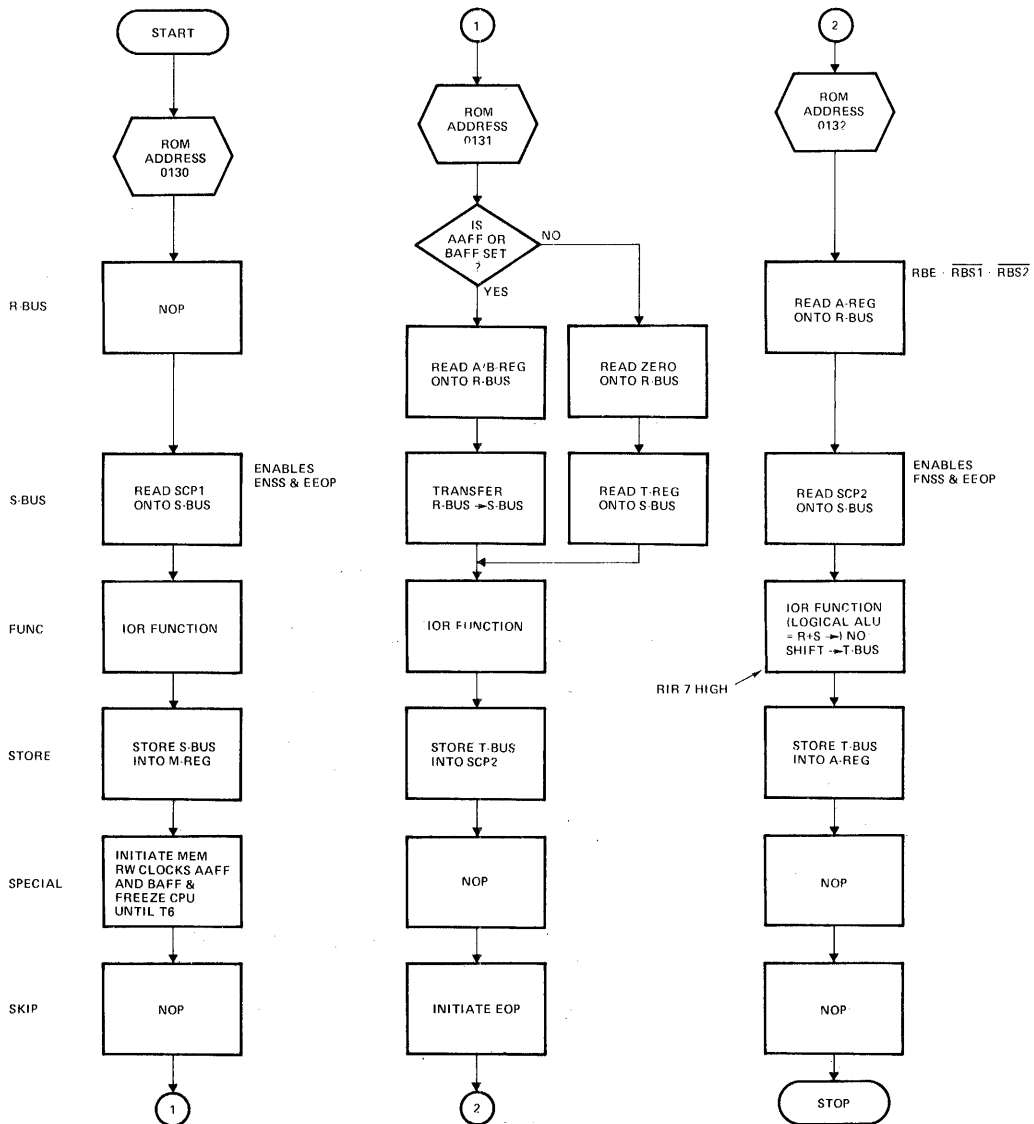 START
ROM
ADDRESS
0130
R-BUS
NOP
S-BUS
READ SCP1
ONTO S-BUS
ENABLES
ENSS & EEOP
FUNC
IOR FUNCTION
STORE
STORE S-BUS
INTO M-REG
SPECIAL
INITIATE MEM
RW CLOCKS AAFF
AND BAFF &
FREEZE CPU
UNTIL T6
SKIP
NOP
1
1
ROM
ADDRESS
0131
IS
AAFF OR
BAFF SET
?
NO
YES
READ A/B-REG
ONTO R-BUS
READ ZERO
ONTO R-BUS
TRANSFER
R-BUS →S-BUS
READ T-REG
ONTO S-BUS
IOR FUNCTION
STORE T-BUS
INTO SCP2
NOP
INITIATE EOP
2
2
ROM
ADDRESS
0132
RBE · RBS1 · RBS2
READ A-REG
ONTO R-BUS
ENABLES
ENSS & EEOP
READ SCP2
ONTO S-BUS
IOR FUNCTION
(LOGICAL ALU
= R+S →) NO
SHIFT →T-BUS
RIR 7 HIGH
STORE T-BUS
INTO A-REG
NOP
NOP
STOP